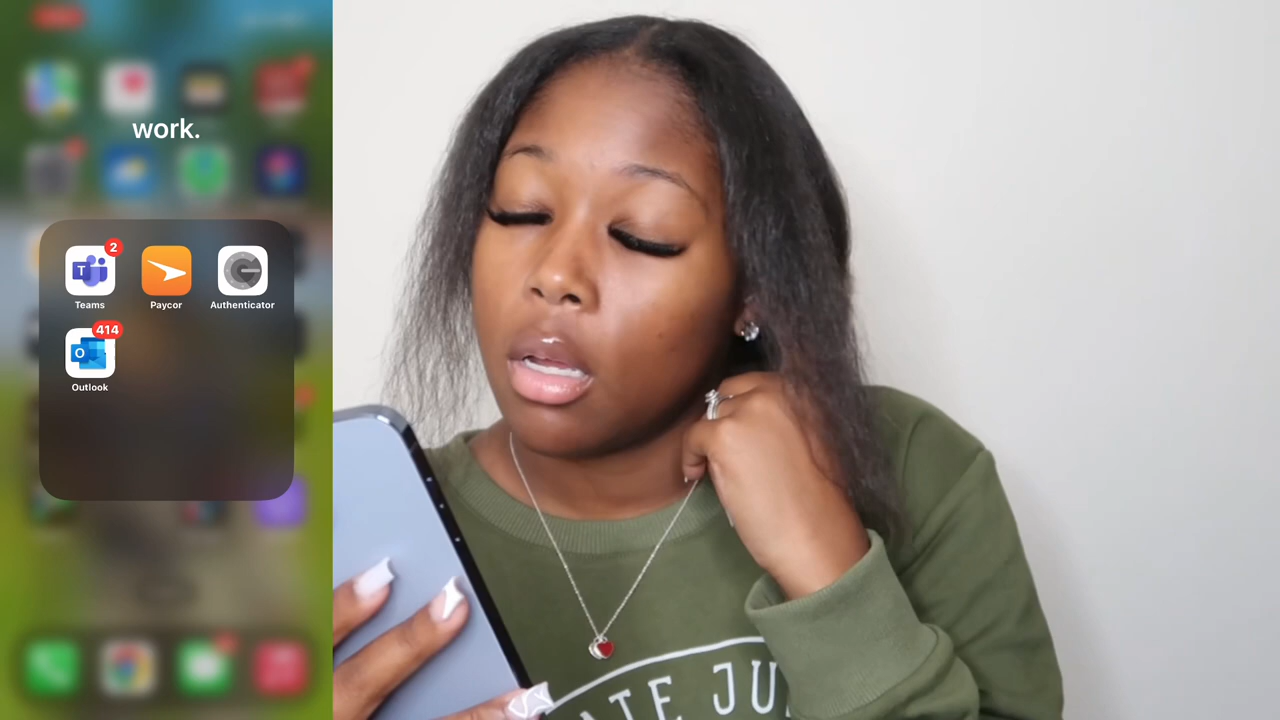 work.
2
Teams
Paycor
Authenticator
414
Outlook
ATE JU